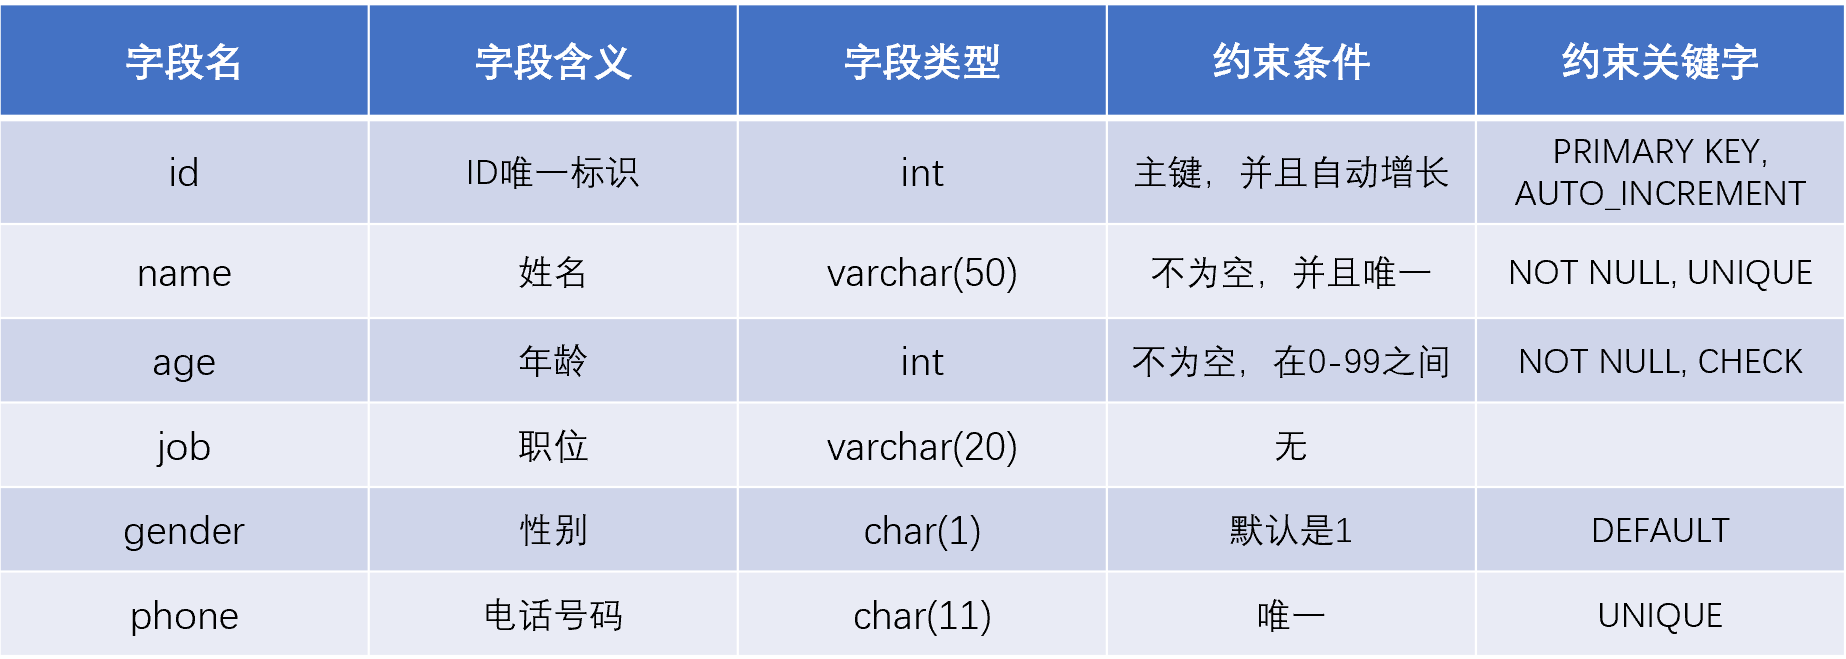 字段名 字段含义 字段类型 约束条件 约束关键字
id ID唯一标识 int 主键，并且自动增长 PRIMARY KEY, AUTO_INCREMENT
name 姓名 varchar(50) 不为空，并且唯一 NOT NULL, UNIQUE
age 年龄 int 不为空，在0-99之间 NOT NULL, CHECK
job 职位 varchar(20) 无
gender 性别 char(1) 默认是1 DEFAULT
phone 电话号码 char(11) 唯一 UNIQUE